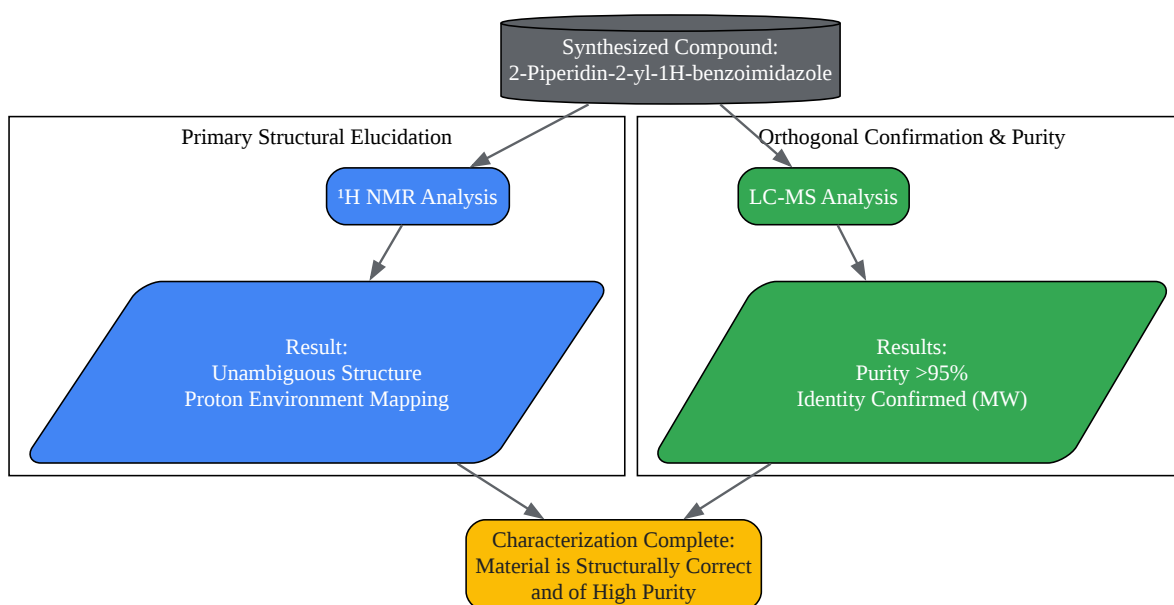 Synthesized Compound:
2-Piperidin-2-yl-1H-benzoimidazole
Primary Structural Elucidation
Orthogonal Confirmation & Purity
¹H NMR Analysis
LC-MS Analysis
Result:
Unambiguous Structure
Proton Environment Mapping
Results:
Purity >95%
Identity Confirmed (MW)
Characterization Complete:
Material is Structurally Correct
and of High Purity